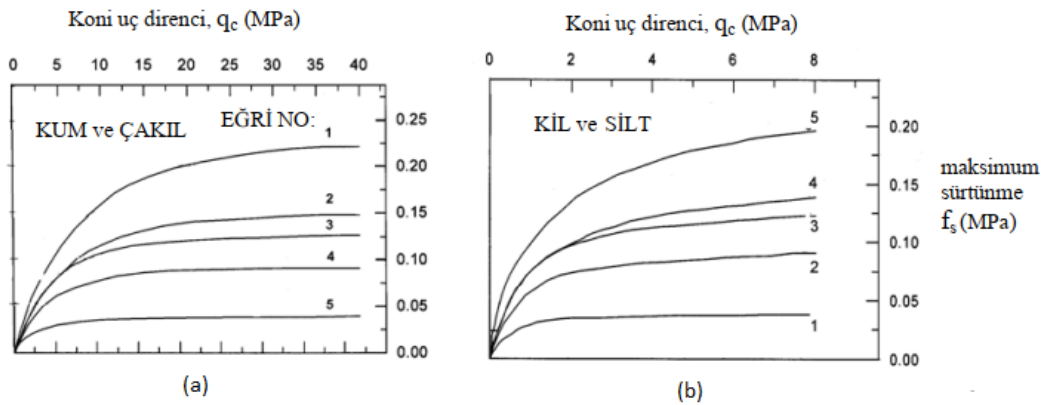 Koni uç direnci, qc (MPa)
0 5 10 15 20 25 30 35 40
KUM ve ÇAKIL
EĞRİ NO:
1
2
3
4
5
0.25
0.20
0.15
0.10
0.05
0.00
(a)
Koni uç direnci, qc (MPa)
0 2 4 6 8
KİL ve SİLT
5
4
3
2
1
0.20
0.15
0.10
0.05
0.00
maksimum
sürtünme
fs (MPa)
(b)